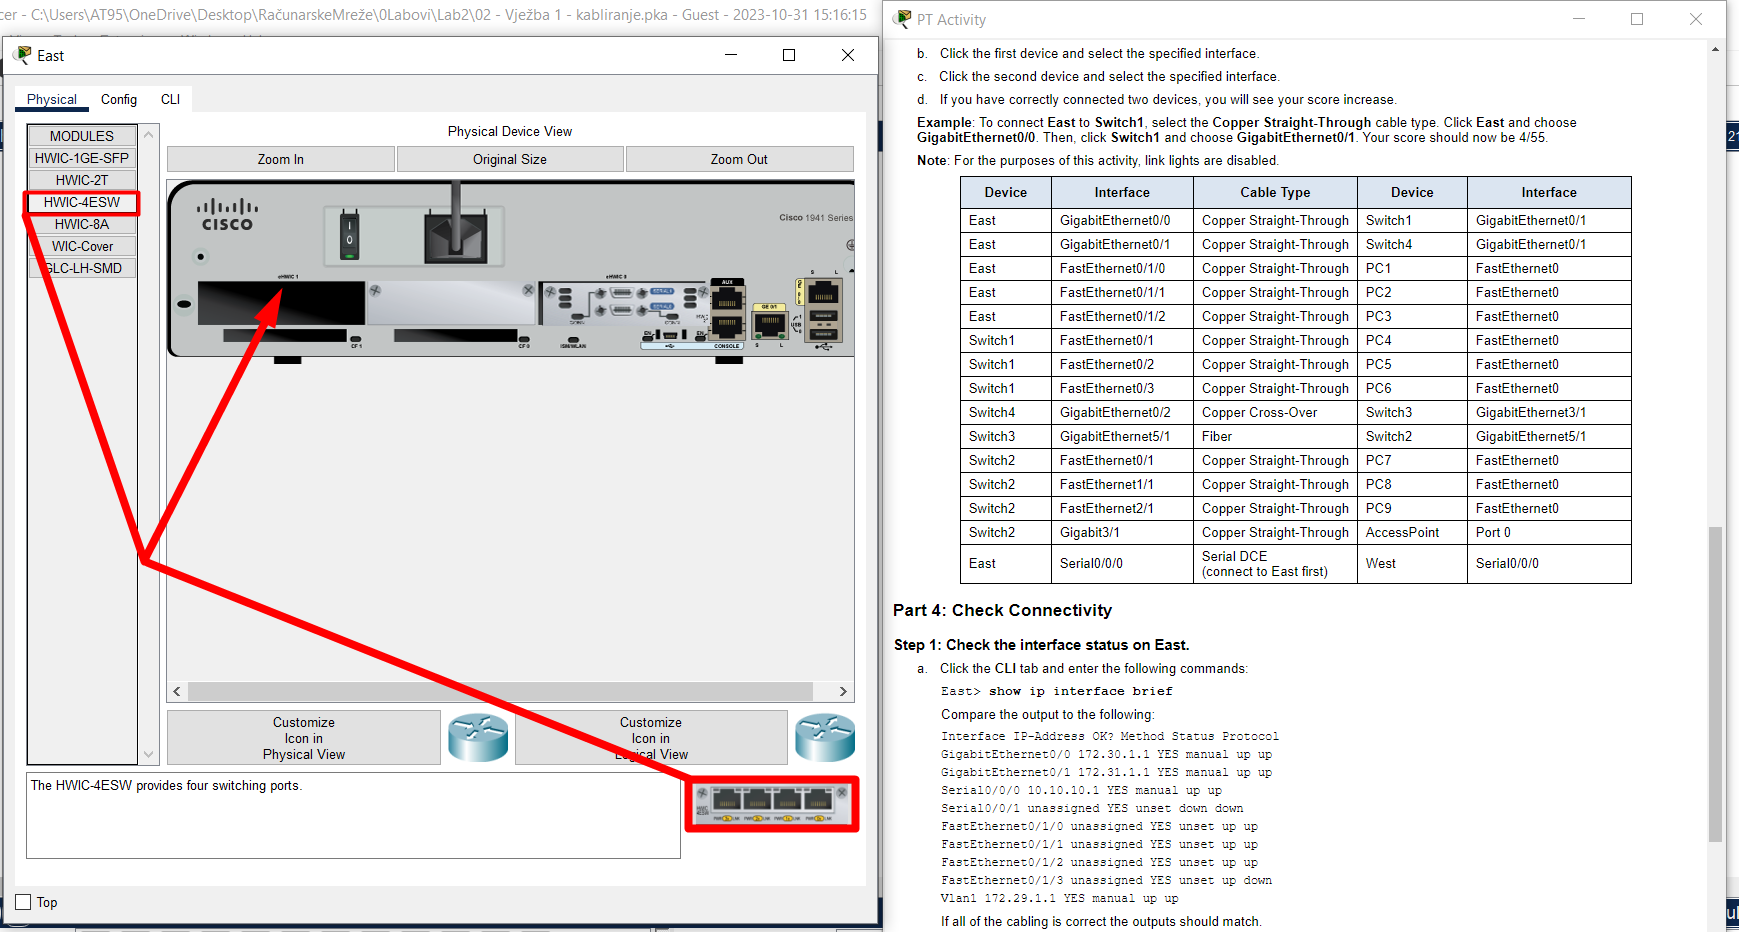 cer - C:\Users\AT95\OneDrive\Desktop\RačunarskeMreže\0Labovi\Lab2\02 - Vježba 1 - kabliranje.pka - Guest - 2023-10-31 15:16:15
East
Physical Config CLI
MODULES
HWIC-1GE-SFP
HWIC-2T
HWIC-4ESW
HWIC-8A
WIC-Cover
GLC-LH-SMD
Physical Device View
Zoom In Original Size Zoom Out
CISCO
Cisco 1941 Series
eHWIC 1
eHWIC 0
SERIAL
SERIAL
AUX
GE 0/1
S L
EN
EN
CF 1
CF 0
ISM/WLAN
CONSOLE
S L
USB
Customize
Icon in
Physical View
Customize
Icon in
Logical View
The HWIC-4ESW provides four switching ports.
HWIC
4ESW
Top
PT Activity
b. Click the first device and select the specified interface.
c. Click the second device and select the specified interface.
d. If you have correctly connected two devices, you will see your score increase.
Example: To connect East to Switch1, select the Copper Straight-Through cable type. Click East and choose
GigabitEthernet0/0. Then, click Switch1 and choose GigabitEthernet0/1. Your score should now be 4/55.
Note: For the purposes of this activity, link lights are disabled.
Device Interface Cable Type Device Interface
East GigabitEthernet0/0 Copper Straight-Through Switch1 GigabitEthernet0/1
East GigabitEthernet0/1 Copper Straight-Through Switch4 GigabitEthernet0/1
East FastEthernet0/1/0 Copper Straight-Through PC1 FastEthernet0
East FastEthernet0/1/1 Copper Straight-Through PC2 FastEthernet0
East FastEthernet0/1/2 Copper Straight-Through PC3 FastEthernet0
Switch1 FastEthernet0/1 Copper Straight-Through PC4 FastEthernet0
Switch1 FastEthernet0/2 Copper Straight-Through PC5 FastEthernet0
Switch1 FastEthernet0/3 Copper Straight-Through PC6 FastEthernet0
Switch4 GigabitEthernet0/2 Copper Cross-Over Switch3 GigabitEthernet3/1
Switch3 GigabitEthernet5/1 Fiber Switch2 GigabitEthernet5/1
Switch2 FastEthernet0/1 Copper Straight-Through PC7 FastEthernet0
Switch2 FastEthernet1/1 Copper Straight-Through PC8 FastEthernet0
Switch2 FastEthernet2/1 Copper Straight-Through PC9 FastEthernet0
Switch2 Gigabit3/1 Copper Straight-Through AccessPoint Port 0
East Serial0/0/0 Serial DCE
(connect to East first) West Serial0/0/0
Part 4: Check Connectivity
Step 1: Check the interface status on East.
a. Click the CLI tab and enter the following commands:
East> show ip interface brief
Compare the output to the following:
Interface IP-Address OK? Method Status Protocol
GigabitEthernet0/0 172.30.1.1 YES manual up up
GigabitEthernet0/1 172.31.1.1 YES manual up up
Serial0/0/0 10.10.10.1 YES manual up up
Serial0/0/1 unassigned YES unset down down
FastEthernet0/1/0 unassigned YES unset up up
FastEthernet0/1/1 unassigned YES unset up up
FastEthernet0/1/2 unassigned YES unset up up
FastEthernet0/1/3 unassigned YES unset up down
Vlan1 172.29.1.1 YES manual up up
If all of the cabling is correct the outputs should match.